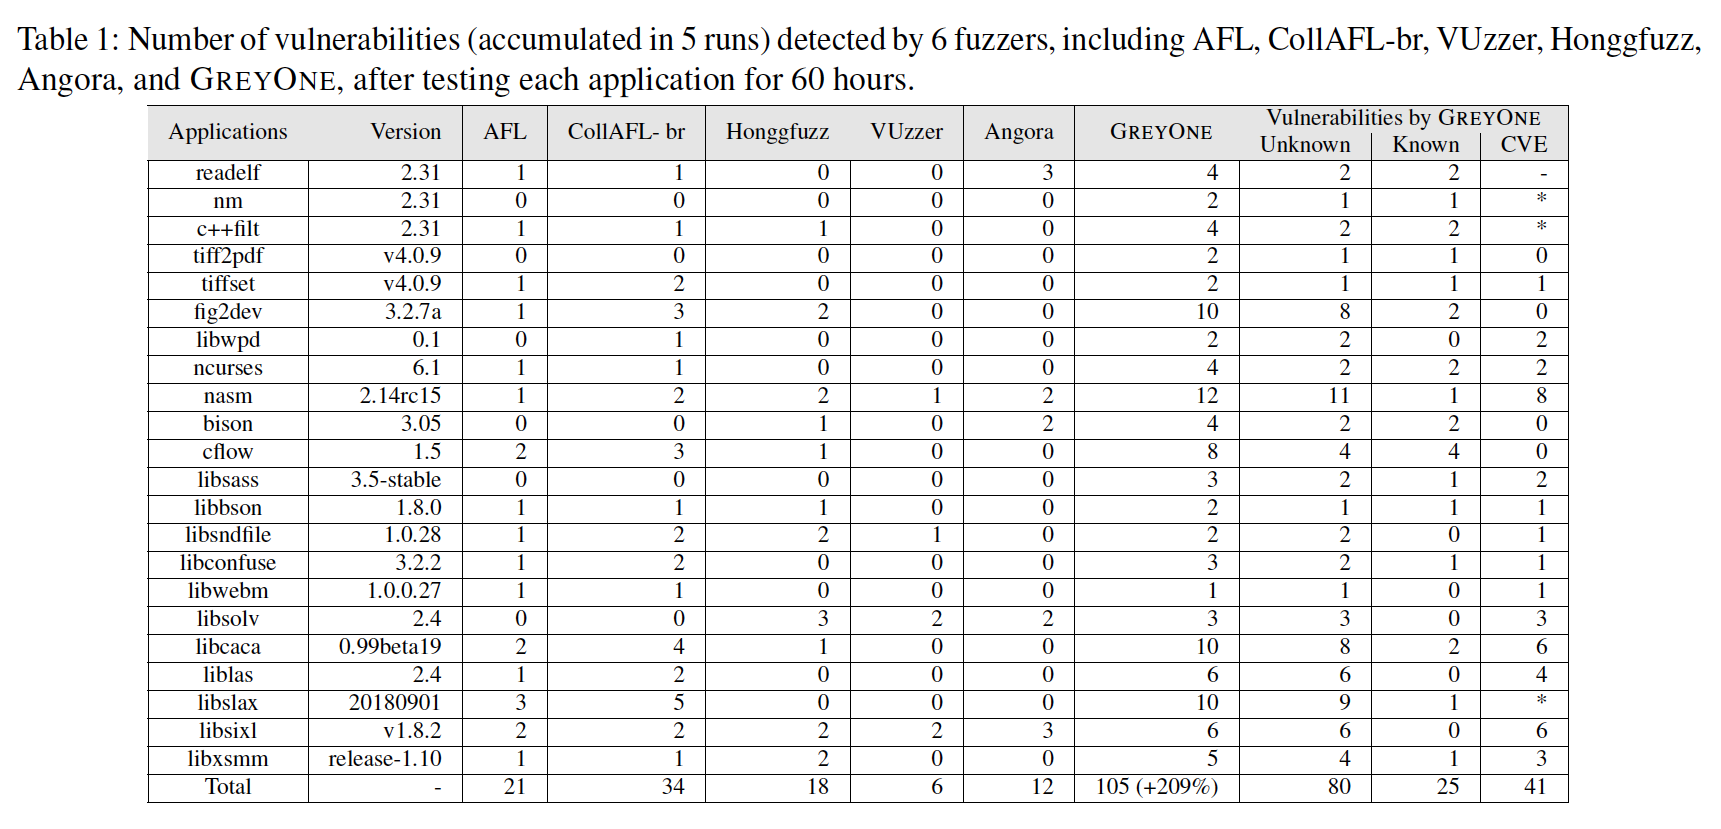 Table 1: Number of vulnerabilities (accumulated in 5 runs) detected by 6 fuzzers, including AFL, CollAFL-br, VUzzer, Honggfuzz,
Angora, and GREYONE, after testing each application for 60 hours.
Applications Version AFL CollAFL- br Honggfuzz VUzzer Angora GREYONE Vulnerabilities by GREYONE
Unknown Known CVE
readelf 2.31 1 1 0 0 3 4 2 2 -
nm 2.31 0 0 0 0 0 2 1 1 *
c++filt 2.31 1 1 1 0 0 4 2 2 *
tiff2pdf v4.0.9 0 0 0 0 0 2 1 1 0
tiffset v4.0.9 1 2 0 0 0 2 1 1 1
fig2dev 3.2.7a 1 3 2 0 0 10 8 2 0
libwpd 0.1 0 1 0 0 0 2 2 0 2
ncurses 6.1 1 1 0 0 0 4 2 2 2
nasm 2.14rc15 1 2 2 1 2 12 11 1 8
bison 3.05 0 0 1 0 2 4 2 2 0
cflow 1.5 2 3 1 0 0 8 4 4 0
libsass 3.5-stable 0 0 0 0 0 3 2 1 2
libbson 1.8.0 1 1 1 0 0 2 1 1 1
libsndfile 1.0.28 1 2 2 1 0 2 2 0 1
libconfuse 3.2.2 1 2 0 0 0 3 2 1 1
libwebm 1.0.0.27 1 1 0 0 0 1 1 0 1
libsolv 2.4 0 0 3 2 2 3 3 0 3
libcaca 0.99beta19 2 4 1 0 0 10 8 2 6
liblas 2.4 1 2 0 0 0 6 6 0 4
libslax 20180901 3 5 0 0 0 10 9 1 *
libsixl v1.8.2 2 2 2 2 3 6 6 0 6
libxsmm release-1.10 1 1 2 0 0 5 4 1 3
Total - 21 34 18 6 12 105 (+209%) 80 25 41